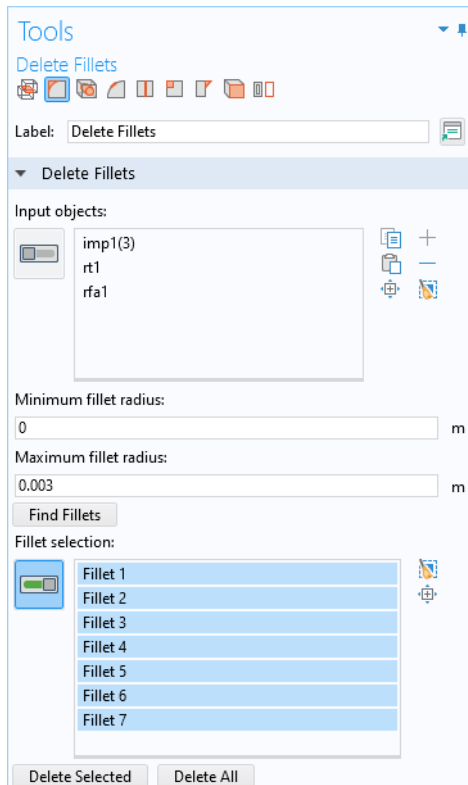 Tools
Delete Fillets
Label: Delete Fillets
Delete Fillets
Input objects:
imp1(3)
rt1
rfa1
Minimum fillet radius:
0 m
Maximum fillet radius:
0.003 m
Find Fillets
Fillet selection:
Fillet 1
Fillet 2
Fillet 3
Fillet 4
Fillet 5
Fillet 6
Fillet 7
Delete Selected Delete All